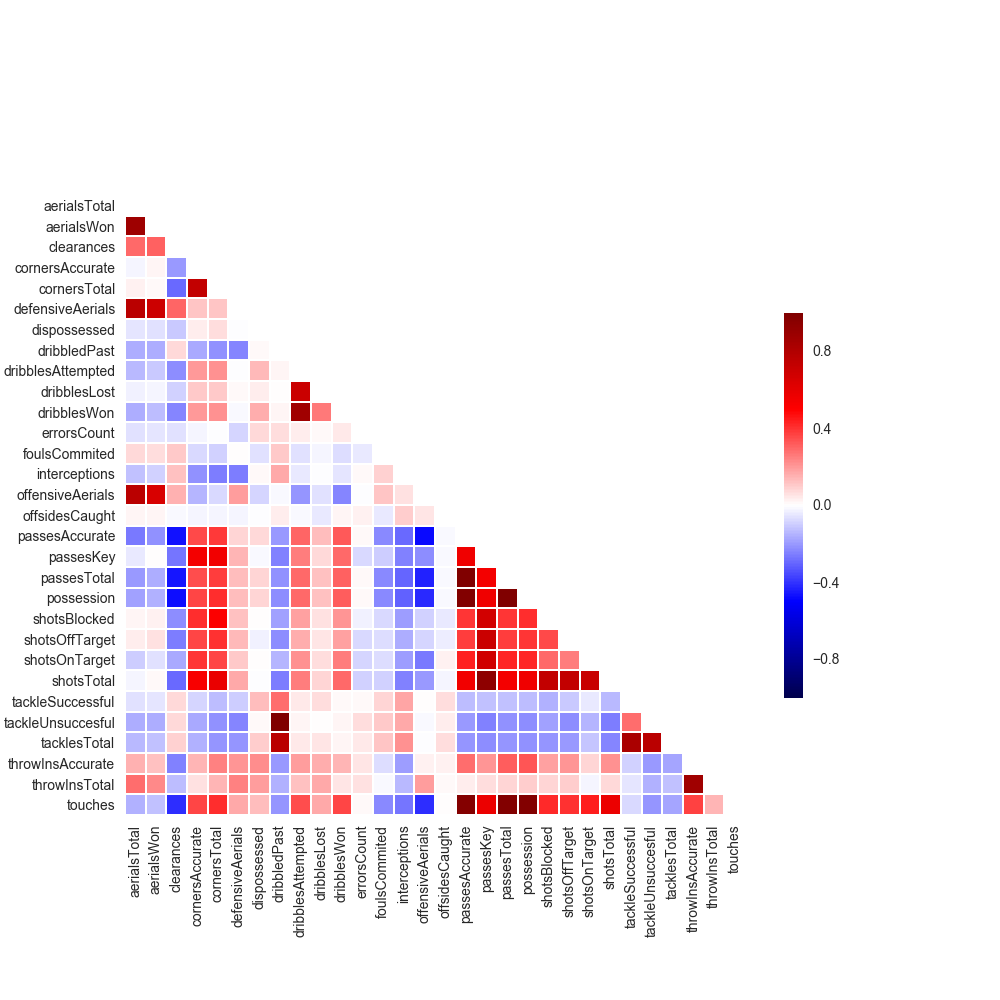 aerialsTotal
aerialsWon
clearances
cornersAccurate
cornersTotal
defensiveAerials
dispossessed
dribbledPast
dribblesAttempted
dribblesLost
dribblesWon
errorsCount
foulsCommited
interceptions
offensiveAerials
offsidesCaught
passesAccurate
passesKey
passesTotal
possession
shotsBlocked
shotsOffTarget
shotsOnTarget
shotsTotal
tackleSuccessful
tackleUnsuccesful
tacklesTotal
throwInsAccurate
throwInsTotal
touches
aerialsTotal
aerialsWon
clearances
cornersAccurate
cornersTotal
defensiveAerials
dispossessed
dribbledPast
dribblesAttempted
dribblesLost
dribblesWon
errorsCount
foulsCommited
interceptions
offensiveAerials
offsidesCaught
passesAccurate
passesKey
passesTotal
possession
shotsBlocked
shotsOffTarget
shotsOnTarget
shotsTotal
tackleSuccessful
tackleUnsuccesful
tacklesTotal
throwInsAccurate
throwInsTotal
touches
0.8
0.4
0.0
−0.4
−0.8